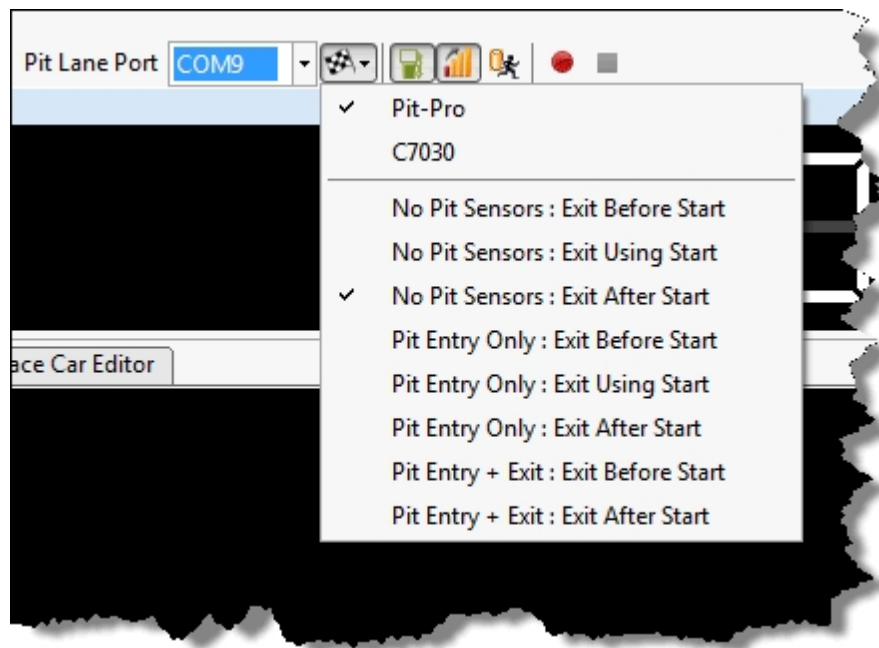 Pit Lane Port COM9
Pit-Pro
C7030
No Pit Sensors : Exit Before Start
No Pit Sensors : Exit Using Start
No Pit Sensors : Exit After Start
Pit Entry Only : Exit Before Start
ace Car Editor
Pit Entry Only : Exit Using Start
Pit Entry Only : Exit After Start
Pit Entry + Exit : Exit Before Start
Pit Entry + Exit : Exit After Start